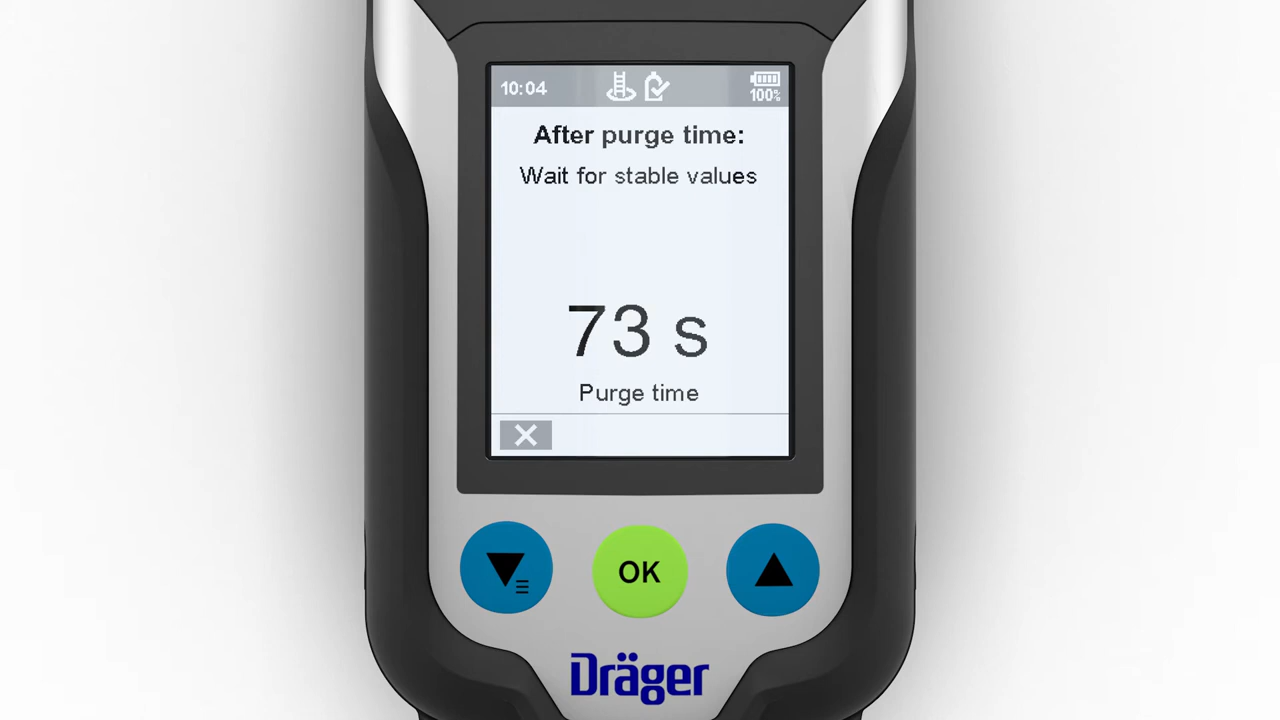 10:04
100%
After purge time:
Wait for stable values
73 s
Purge time
OK
Dräger